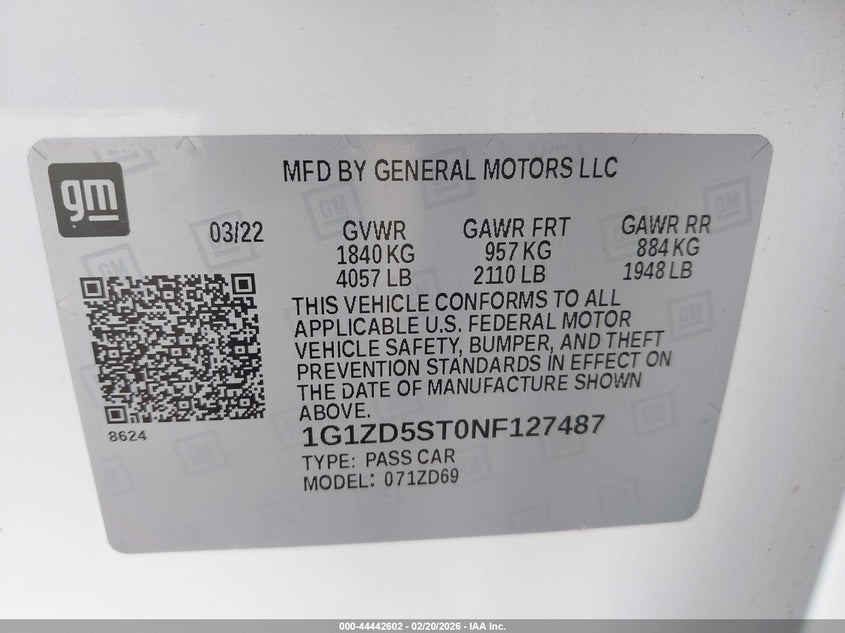 gm
MFD BY GENERAL MOTORS LLC
03/22
GVWR GAWR FRT GAWR RR
1840 KG 957 KG 884 KG
4057 LB 2110 LB 1948 LB
THIS VEHICLE CONFORMS TO ALL
APPLICABLE U.S. FEDERAL MOTOR
VEHICLE SAFETY, BUMPER, AND THEFT
PREVENTION STANDARDS IN EFFECT ON
THE DATE OF MANUFACTURE SHOWN
ABOVE.
8624
1G1ZD5ST0NF127487
TYPE: PASS CAR
MODEL: 071ZD69
000-44442602 - 02/20/2026 - IAA Inc.